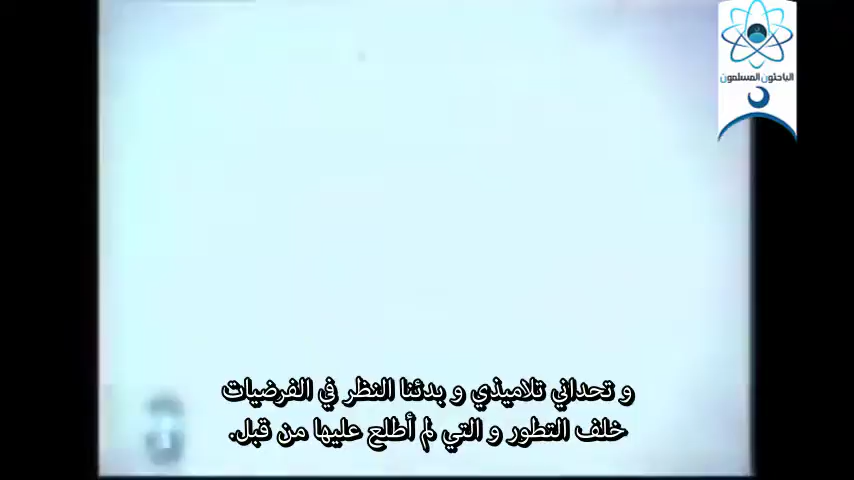 الباحثون المسلمون
و تحداني تلاميذي و بدئنا النظر في الفرضيات
خلف التطور و التي لم أطلع عليها من قبل.